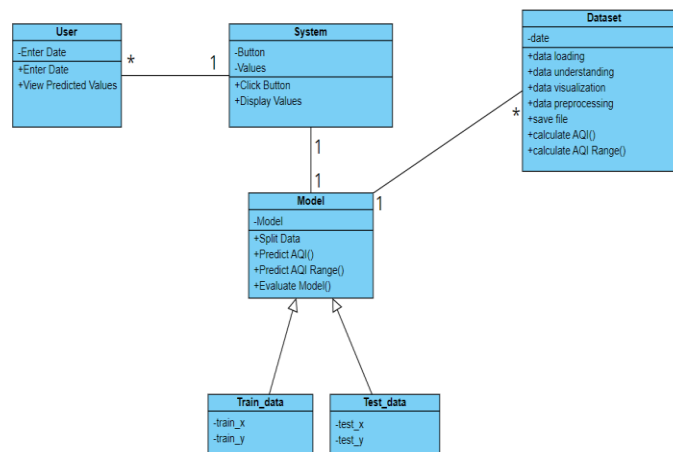 User
-Enter Date
+Enter Date
+View Predicted Values
*
1
System
-Button
-Values
+Click Button
+Display Values
Dataset
-date
+data loading
+data understanding
+data visualization
+data preprocessing
+save file
+calculate AQI()
+calculate AQI Range()
*
1
1
1
Model
-Model
+Split Data
+Predict AQI()
+Predict AQI Range()
+Evaluate Model()
Train_data
-train_x
-train_y
Test_data
-test_x
-test_y